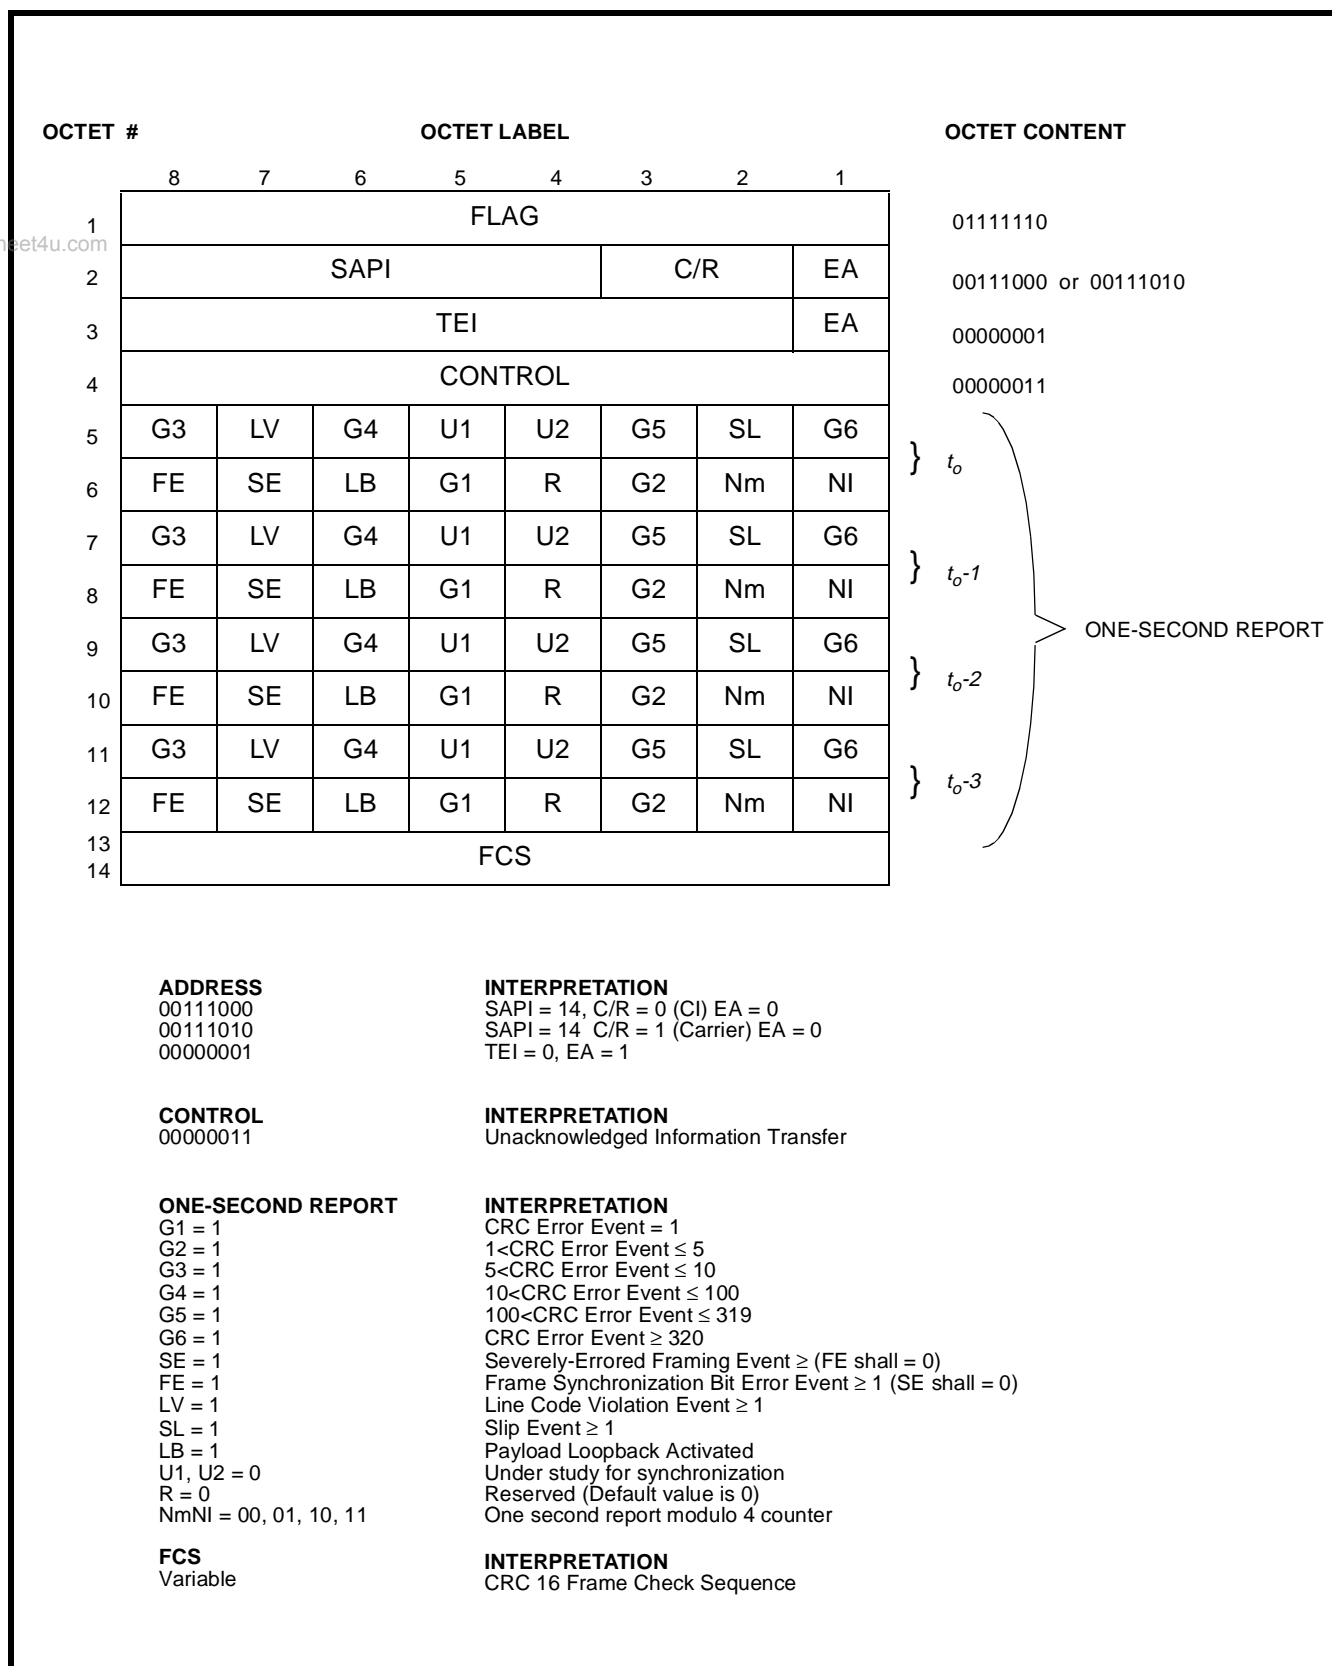 OCTET # OCTET LABEL OCTET CONTENT
8 7 6 5 4 3 2 1
1 FLAG 01111110
eet4u.com
2 SAPI C/R EA 00111000 or 00111010
3 TEI EA 00000001
4 CONTROL 00000011
5 G3 LV G4 U1 U2 G5 SL G6
} to
6 FE SE LB G1 R G2 Nm NI
7 G3 LV G4 U1 U2 G5 SL G6
} to-1
8 FE SE LB G1 R G2 Nm NI
ONE-SECOND REPORT
9 G3 LV G4 U1 U2 G5 SL G6
} to-2
10 FE SE LB G1 R G2 Nm NI
11 G3 LV G4 U1 U2 G5 SL G6
} to-3
12 FE SE LB G1 R G2 Nm NI
13
FCS
14
ADDRESS INTERPRETATION
00111000 SAPI = 14, C/R = 0 (CI) EA = 0
00111010 SAPI = 14 C/R = 1 (Carrier) EA = 0
00000001 TEI = 0, EA = 1
CONTROL INTERPRETATION
00000011 Unacknowledged Information Transfer
ONE-SECOND REPORT INTERPRETATION
G1 = 1 CRC Error Event = 1
G2 = 1 1<CRC Error Event ≤ 5
G3 = 1 5<CRC Error Event ≤ 10
G4 = 1 10<CRC Error Event ≤ 100
G5 = 1 100<CRC Error Event ≤ 319
G6 = 1 CRC Error Event ≥ 320
SE = 1 Severely-Errored Framing Event ≥ (FE shall = 0)
FE = 1 Frame Synchronization Bit Error Event ≥ 1 (SE shall = 0)
LV = 1 Line Code Violation Event ≥ 1
SL = 1 Slip Event ≥ 1
LB = 1 Payload Loopback Activated
U1, U2 = 0 Under study for synchronization
R = 0 Reserved (Default value is 0)
NmNI = 00, 01, 10, 11 One second report modulo 4 counter
FCS INTERPRETATION
Variable CRC 16 Frame Check Sequence